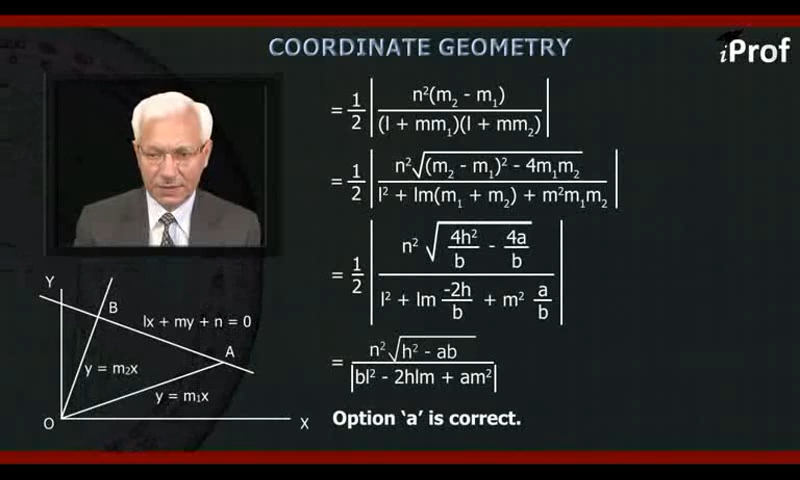 COORDINATE GEOMETRY
iProf
= 1/2 | n²(m₂ - m₁) / (l + mm₁)(l + mm₂) |
= 1/2 | n²√(m₂ - m₁)² - 4m₁m₂ / l² + lm(m₁ + m₂) + m²m₁m₂ |
= 1/2 | n² √4h²/b - 4a/b / l² + lm -2h/b + m² a/b |
= n²√h² - ab / |bl² - 2hlm + am²|
Option ‘a’ is correct.
Y
B
lx + my + n = 0
A
y = m₂x
y = m₁x
O
X